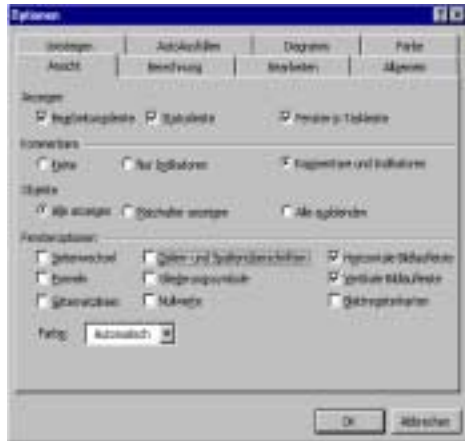 Optionen
Umsteigen AutoAusfüllen Diagramm Farbe
Ansicht Berechnung Bearbeiten Allgemein
Anzeigen
Bearbeitungsleiste Statusleiste Fenster in Taskleiste
Kommentare
Keine Nur Indikatoren Kommentare und Indikatoren
Objekte
Alle anzeigen Platzhalter anzeigen Alle ausblenden
Fensteroptionen
Seitenwechsel Zeilen- und Spaltenüberschriften Horizontale Bildlaufleiste
Formeln Gliederungssymbole Vertikale Bildlaufleiste
Gitternetzlinien Nullwerte Blattregisterkarten
Farbe: Automatisch
OK Abbrechen